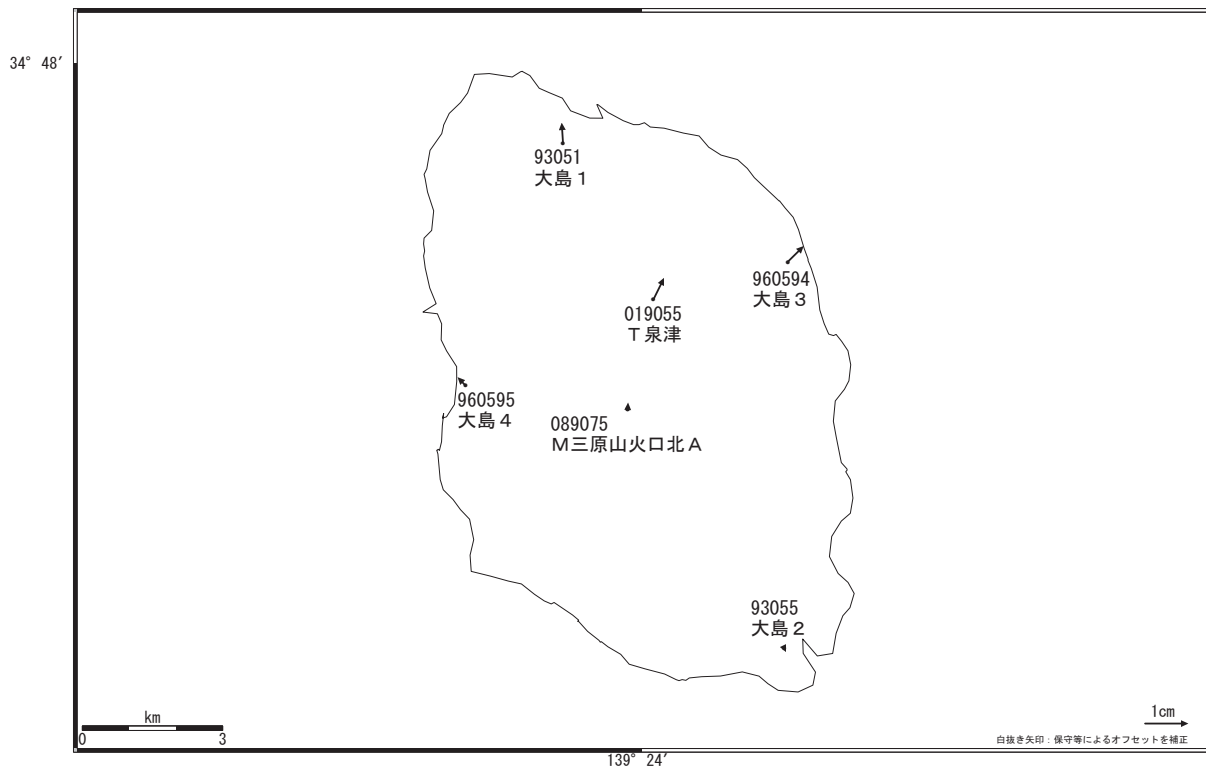 34° 48′
93051
大島１
960594
大島３
019055
Ｔ泉津
960595
大島４
089075
Ｍ三原山火口北Ａ
93055
大島２
km
0 3
1cm
白抜き矢印：保守等によるオフセットを補正
139° 24′